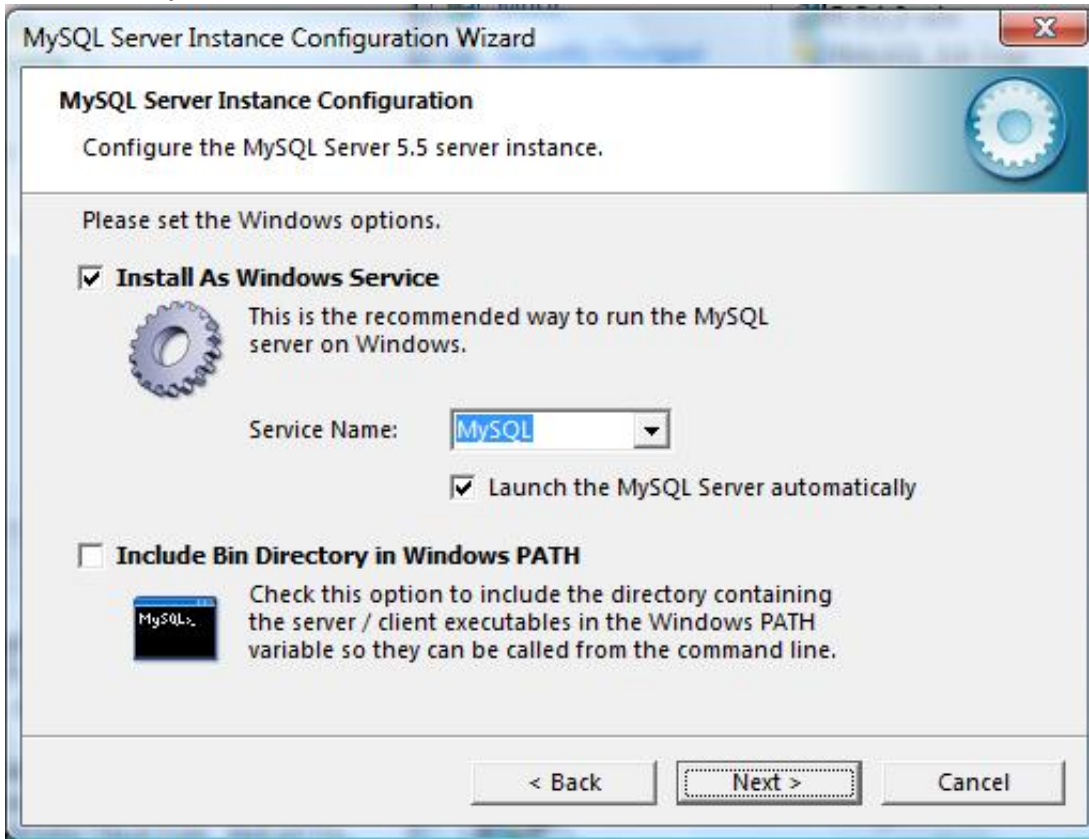 MySQL Server Instance Configuration Wizard
X
MySQL Server Instance Configuration
Configure the MySQL Server 5.5 server instance.
Please set the Windows options.
Install As Windows Service
This is the recommended way to run the MySQL
server on Windows.
Service Name: MySQL
Launch the MySQL Server automatically
Include Bin Directory in Windows PATH
Check this option to include the directory containing
the server / client executables in the Windows PATH
variable so they can be called from the command line.
MySQL>_
< Back Next > Cancel